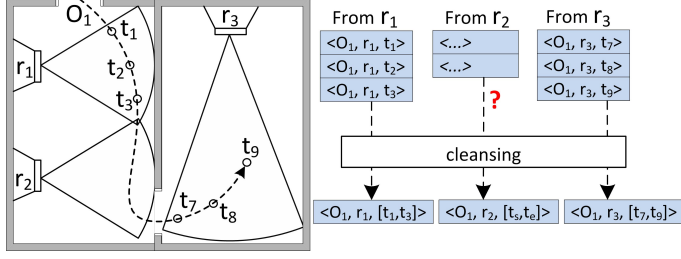 O1
t1
t2
t3
r1
r2
r3
t7
t8
t9
From r1
<O1, r1, t1>
<O1, r1, t2>
<O1, r1, t3>
From r2
<...>
<...>
?
From r3
<O1, r3, t7>
<O1, r3, t8>
<O1, r3, t9>
cleansing
<O1, r1, [t1,t3]>
<O1, r2, [ts,te]>
<O1, r3, [t7,t9]>